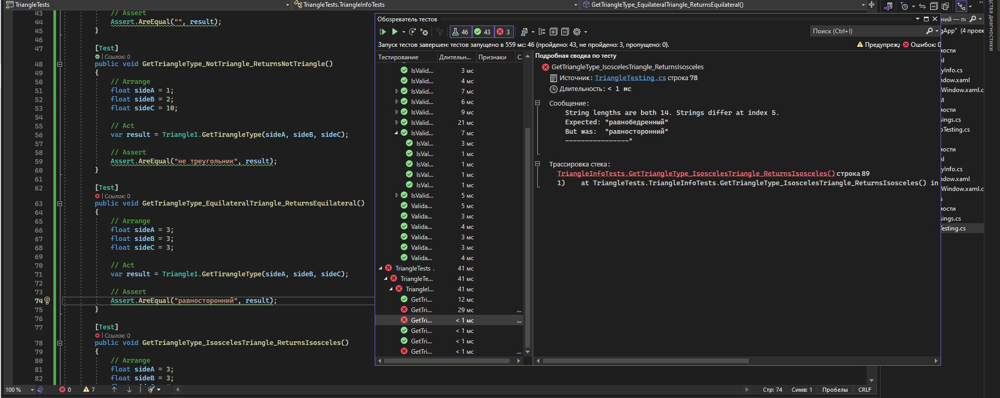 TriangleTests
TriangleTests.TriangleInfoTests
GetTriangleType_EquilateralTriangle_ReturnsEquilateral()
43 // Assert
44 Assert.AreEqual("", result);
45 }
46
47 [Test]
Ссылок: 0
48 public void GetTriangleType_NotTriangle_ReturnsNotTriangle()
49 {
50 // Arrange
51 float sideA = 1;
52 float sideB = 2;
53 float sideC = 10;
54
55 // Act
56 var result = Triangle1.GetTirangleType(sideA, sideB, sideC);
57
58 // Assert
59 Assert.AreEqual("не треугольник", result);
60 }
61
62 [Test]
Ссылок: 0
63 public void GetTriangleType_EquilateralTriangle_ReturnsEquilateral()
64 {
65 // Arrange
66 float sideA = 3;
67 float sideB = 3;
68 float sideC = 3;
69
70 // Act
71 var result = Triangle1.GetTirangleType(sideA, sideB, sideC);
72
73 // Assert
74 Assert.AreEqual("равносторонний", result);
75 }
76
77 [Test]
Ссылок: 0
78 public void GetTriangleType_IsoscelesTriangle_ReturnsIsosceles()
79 {
80 // Arrange
81 float sideA = 3;
82 float sideB = 3;
100 %
0
7
Стр: 74
Симв: 1
Пробелы
CRLF
Обозреватель тестов
46
43
3
Поиск (Ctrl+I)
Запуск тестов завершен: тестов запущено в 559 мс: 46 (пройдено: 43, не пройдено: 3, пропущено: 0).
Предупреж
Ошибок: 0
Тестирование Длительн... Признаки С.
IsValid... 3 мс
IsValid... 4 мс
IsValid... 7 мс
IsValid... 6 мс
IsValid... 9 мс
IsValid... 21 мс
IsValid... 7 мс
IsVal... 3 мс
IsVal... 1 мс
IsVal... 1 мс
IsVal... 1 мс
IsVal... 1 мс
IsValid... 5 мс
Valida... 5 мс
Valida... 3 мс
Valida... 4 мс
Valida... 3 мс
Valida... 3 мс
Valida... 4 мс
TriangleTests . 41 мс
TriangleTe... 41 мс
TriangleI... 41 мс
GetTri... 12 мс
GetTri... 29 мс ...
GetTri... < 1 мс ...
GetTri... < 1 мс
GetTri... < 1 мс
GetTri... < 1 мс ...
Подробная сводка по тесту
GetTriangleType_IsoscelesTriangle_ReturnsIsosceles
Источник: TriangleTesting.cs строка 78
Длительность: < 1 мс
Сообщение:
String lengths are both 14. Strings differ at index 5.
Expected: "равнобедренный"
But was:  "равносторонний"
----------------^
Трассировка стека:
TriangleInfoTests.GetTriangleType_IsoscelesTriangle_ReturnsIsosceles() строка 89
1)    at TriangleTests.TriangleInfoTests.GetTriangleType_IsoscelesTriangle_ReturnsIsosceles() in
ний — по
gApp" (4 проек
мости
ml
yInfo.cs
ndow.xaml
Window.xaml.c
st
мости
sings.cs
oTesting.cs
мости
ml
yInfo.cs
ndow.xaml
Window.xaml.c
s
мости
sings.cs
Testing.cs
дства диагностики